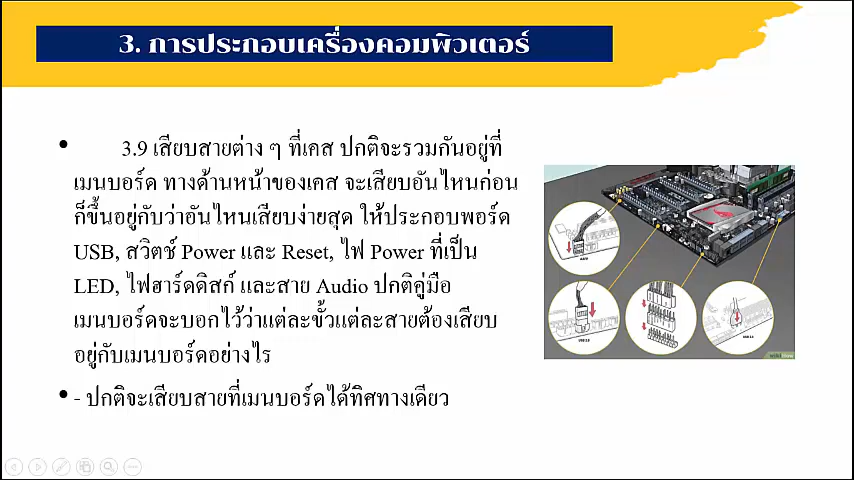 3. การประกอบเครื่องคอมพิวเตอร์
• 3.9 เสียบสายต่าง ๆ ที่เคส ปกติจะรวมกันอยู่ที่
เมนบอร์ด ทางด้านหน้าของเคส จะเสียบอันไหนก่อน
ก็ขึ้นอยู่กับว่าอันไหนเสียบง่ายสุด ให้ประกอบพอร์ต
USB, สวิตช์ Power และ Reset, ไฟ Power ที่เป็น
LED, ไฟฮาร์ดดิสก์ และสาย Audio ปกติคู่มือ
เมนบอร์ดจะบอกไว้ว่าแต่ละขั้วแต่ละสายต้องเสียบ
อยู่กับเมนบอร์ดอย่างไร
• - ปกติจะเสียบสายที่เมนบอร์ดได้ทิศทางเดียว